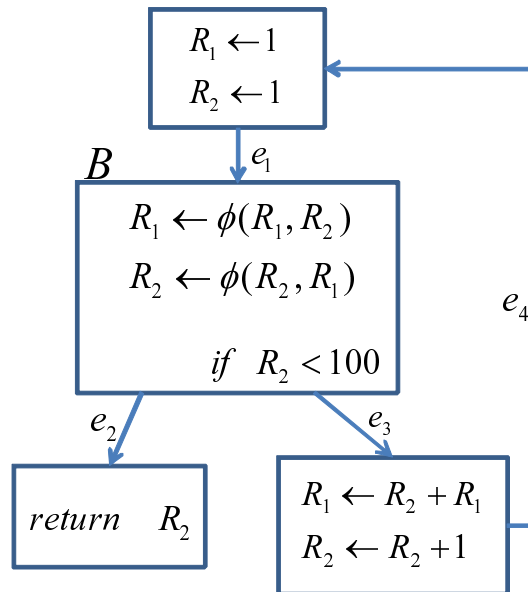 R₁ ← 1
R₂ ← 1
e₁
B
R₁ ← ϕ(R₁, R₂)
R₂ ← ϕ(R₂, R₁)
if R₂ < 100
e₄
e₂
e₃
return R₂
R₁ ← R₂ + R₁
R₂ ← R₂ + 1